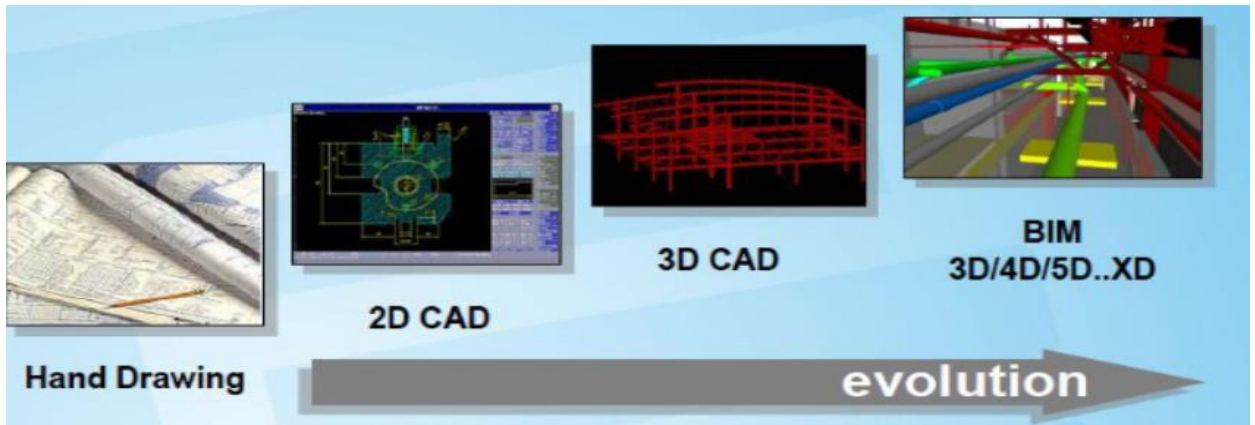 Hand Drawing
2D CAD
3D CAD
BIM
3D/4D/5D..XD
evolution